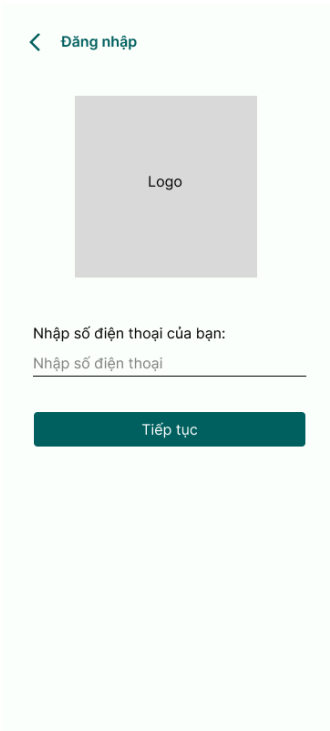 Đăng nhập
Logo
Nhập số điện thoại của bạn:
Nhập số điện thoại
Tiếp tục